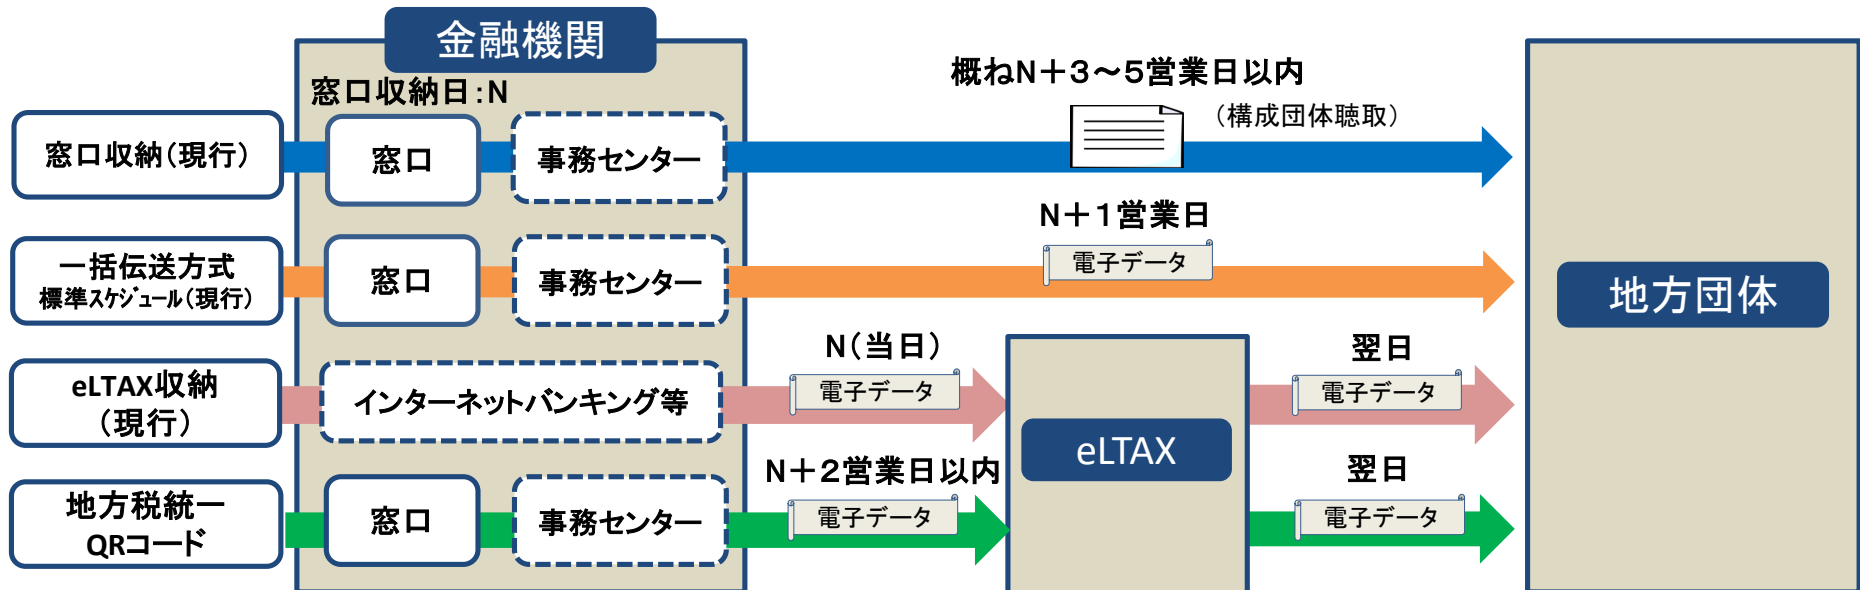 金融機関
窓口収納日：N
概ねN＋3～5営業日以内
（構成団体聴取）
窓口収納（現行）
窓口
事務センター
N＋1営業日
一括伝送方式
標準ｽｹｼﾞｭｰﾙ（現行）
窓口
事務センター
電子データ
地方団体
N（当日）
翌日
eLTAX収納
（現行）
インターネットバンキング等
電子データ
電子データ
eLTAX
N＋2営業日以内
翌日
地方税統一
QRコード
窓口
事務センター
電子データ
電子データ